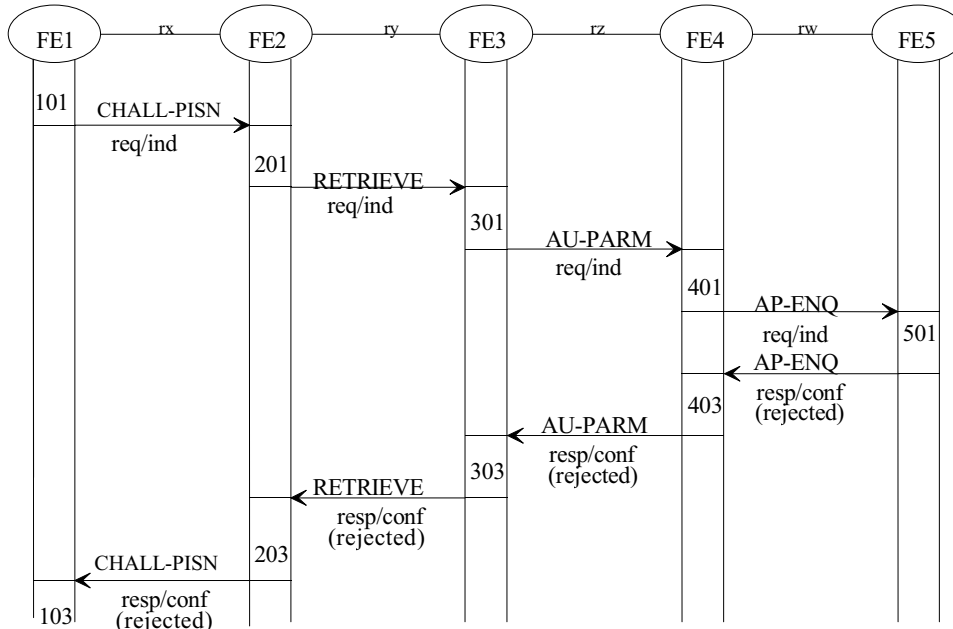 FE1 rx FE2 ry FE3 rz FE4 rw FE5
101
CHALL-PISN
req/ind
201
RETRIEVE
req/ind
301
AU-PARM
req/ind
401
AP-ENQ
req/ind
501
AP-ENQ
resp/conf
(rejected)
403
AU-PARM
resp/conf
(rejected)
303
RETRIEVE
resp/conf
(rejected)
203
CHALL-PISN
resp/conf
(rejected)
103